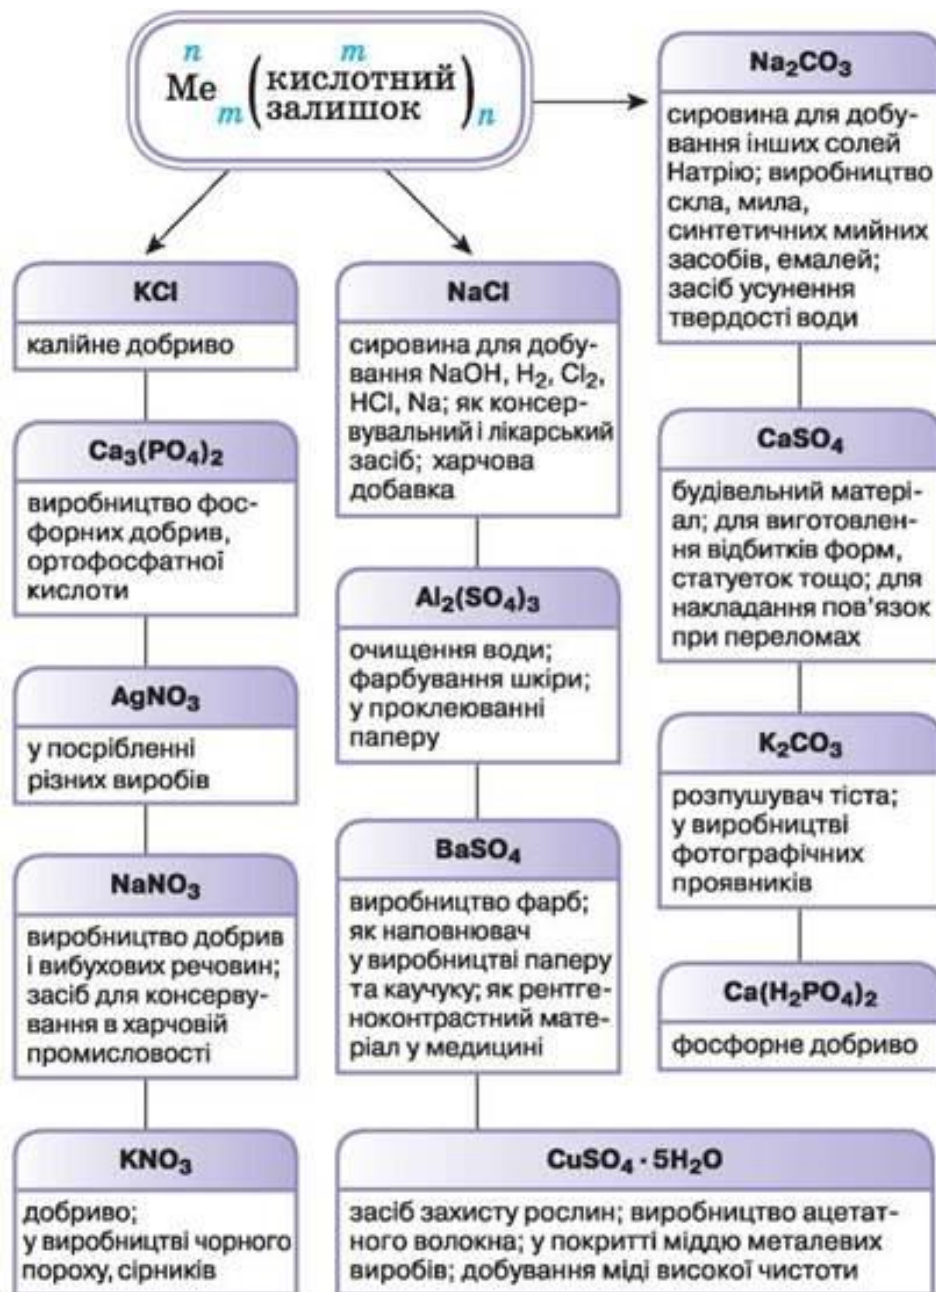 n m
Me m (кислотний
залишок) n
KCl
калійне добриво
Ca₃(PO₄)₂
виробництво фос-
форних добрив,
ортофосфатної
кислоти
AgNO₃
у посрібленні
різних виробів
NaNO₃
виробництво добрив
і вибухових речовин;
засіб для консерву-
вання в харчовій
промисловості
KNO₃
добриво;
у виробництві чорного
пороху, сірників
NaCl
сировина для добу-
вання NaOH, H₂, Cl₂,
HCl, Na; як консер-
вувальний і лікарський
засіб; харчова
добавка
Al₂(SO₄)₃
очищення води;
фарбування шкіри;
у проклеюванні
паперу
BaSO₄
виробництво фарб;
як наповнювач
у виробництві паперу
та каучуку; як рентге-
ноконтрастний мате-
ріал у медицині
CuSO₄ · 5H₂O
засіб захисту рослин; виробництво ацетат-
ного волокна; у покритті міддю металевих
виробів; добування міді високої чистоти
Na₂CO₃
сировина для добу-
вання інших солей
Натрію; виробництво
скла, мила,
синтетичних мийних
засобів, емалей;
засіб усунення
твердості води
CaSO₄
будівельний матері-
ал; для виготовлен-
ня відбитків форм,
статуеток тощо; для
накладання пов’язок
при переломах
K₂CO₃
розпушувач тіста;
у виробництві
фотографічних
проявників
Ca(H₂PO₄)₂
фосфорне добриво